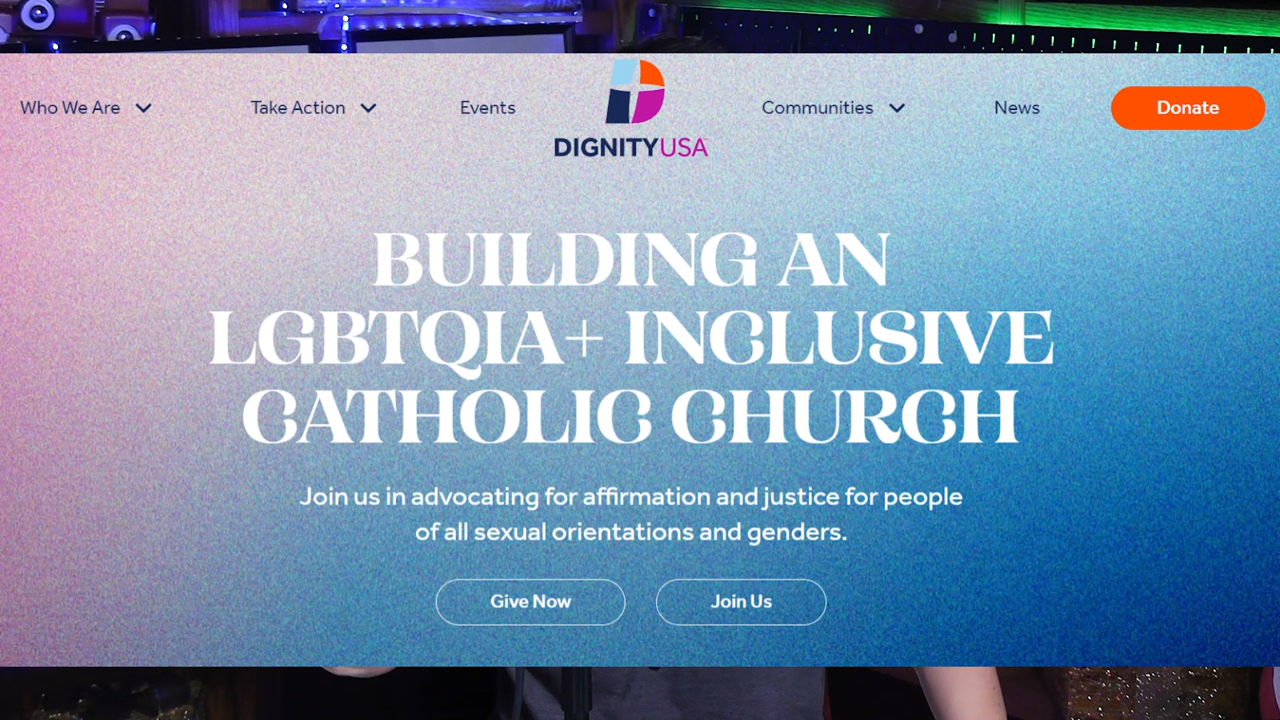 Who We Are
Take Action
Events
DIGNITYUSA
Communities
News
Donate
BUILDING AN
LGBTQIA+ INCLUSIVE
CATHOLIC CHURCH
Join us in advocating for affirmation and justice for people
of all sexual orientations and genders.
Give Now
Join Us